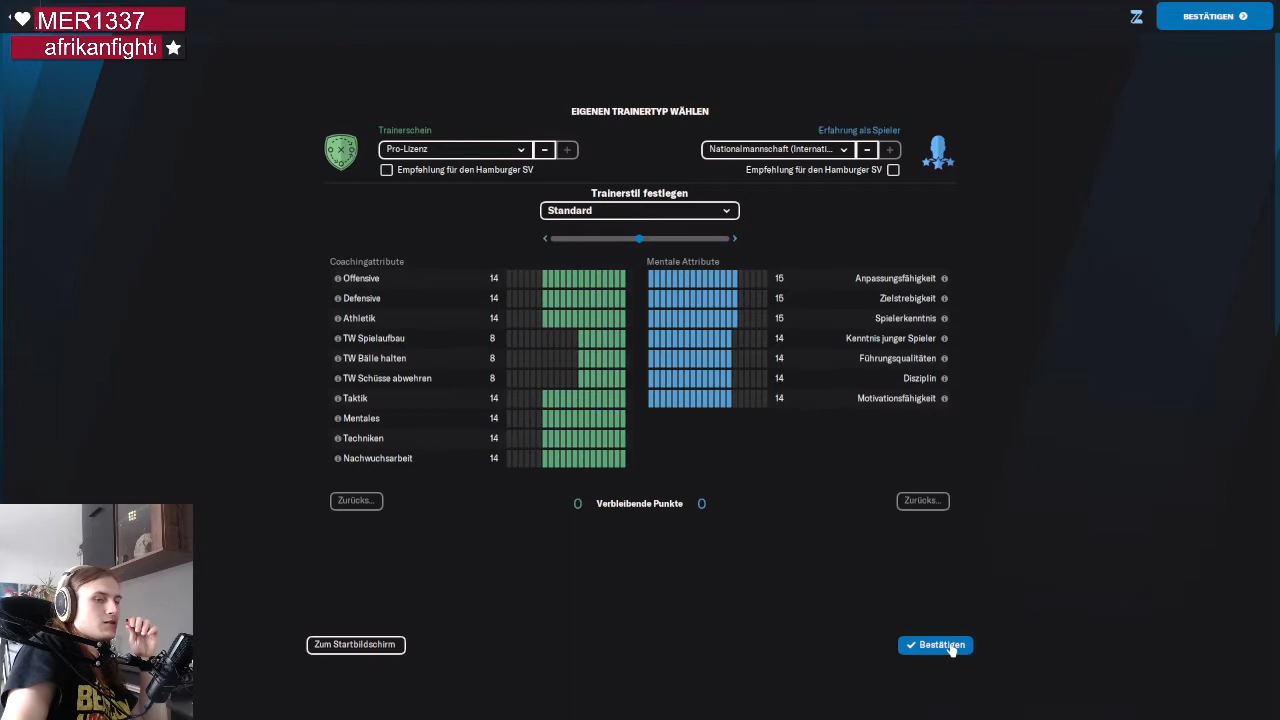 .MER1337
afrikanfighte
BESTÄTIGEN
EIGENEN TRAINERTYP WÄHLEN
Trainerschein
Erfahrung als Spieler
Pro-Lizenz
Nationalmannschaft (Internati...
Empfehlung für den Hamburger SV
Empfehlung für den Hamburger SV
Trainerstil festlegen
Standard
Coachingattribute
Mentale Attribute
Offensive 14
15 Anpassungsfähigkeit
Defensive 14
15 Zielstrebigkeit
Athletik 14
15 Spielerkenntnis
TW Spielaufbau 8
14 Kenntnis junger Spieler
TW Bälle halten 8
14 Führungsqualitäten
TW Schüsse abwehren 8
14 Disziplin
Taktik 14
14 Motivationsfähigkeit
Mentales 14
Techniken 14
Nachwuchsarbeit 14
Zurücks...
0 Verbleibende Punkte 0
Zurücks...
Zum Startbildschirm
Bestätigen